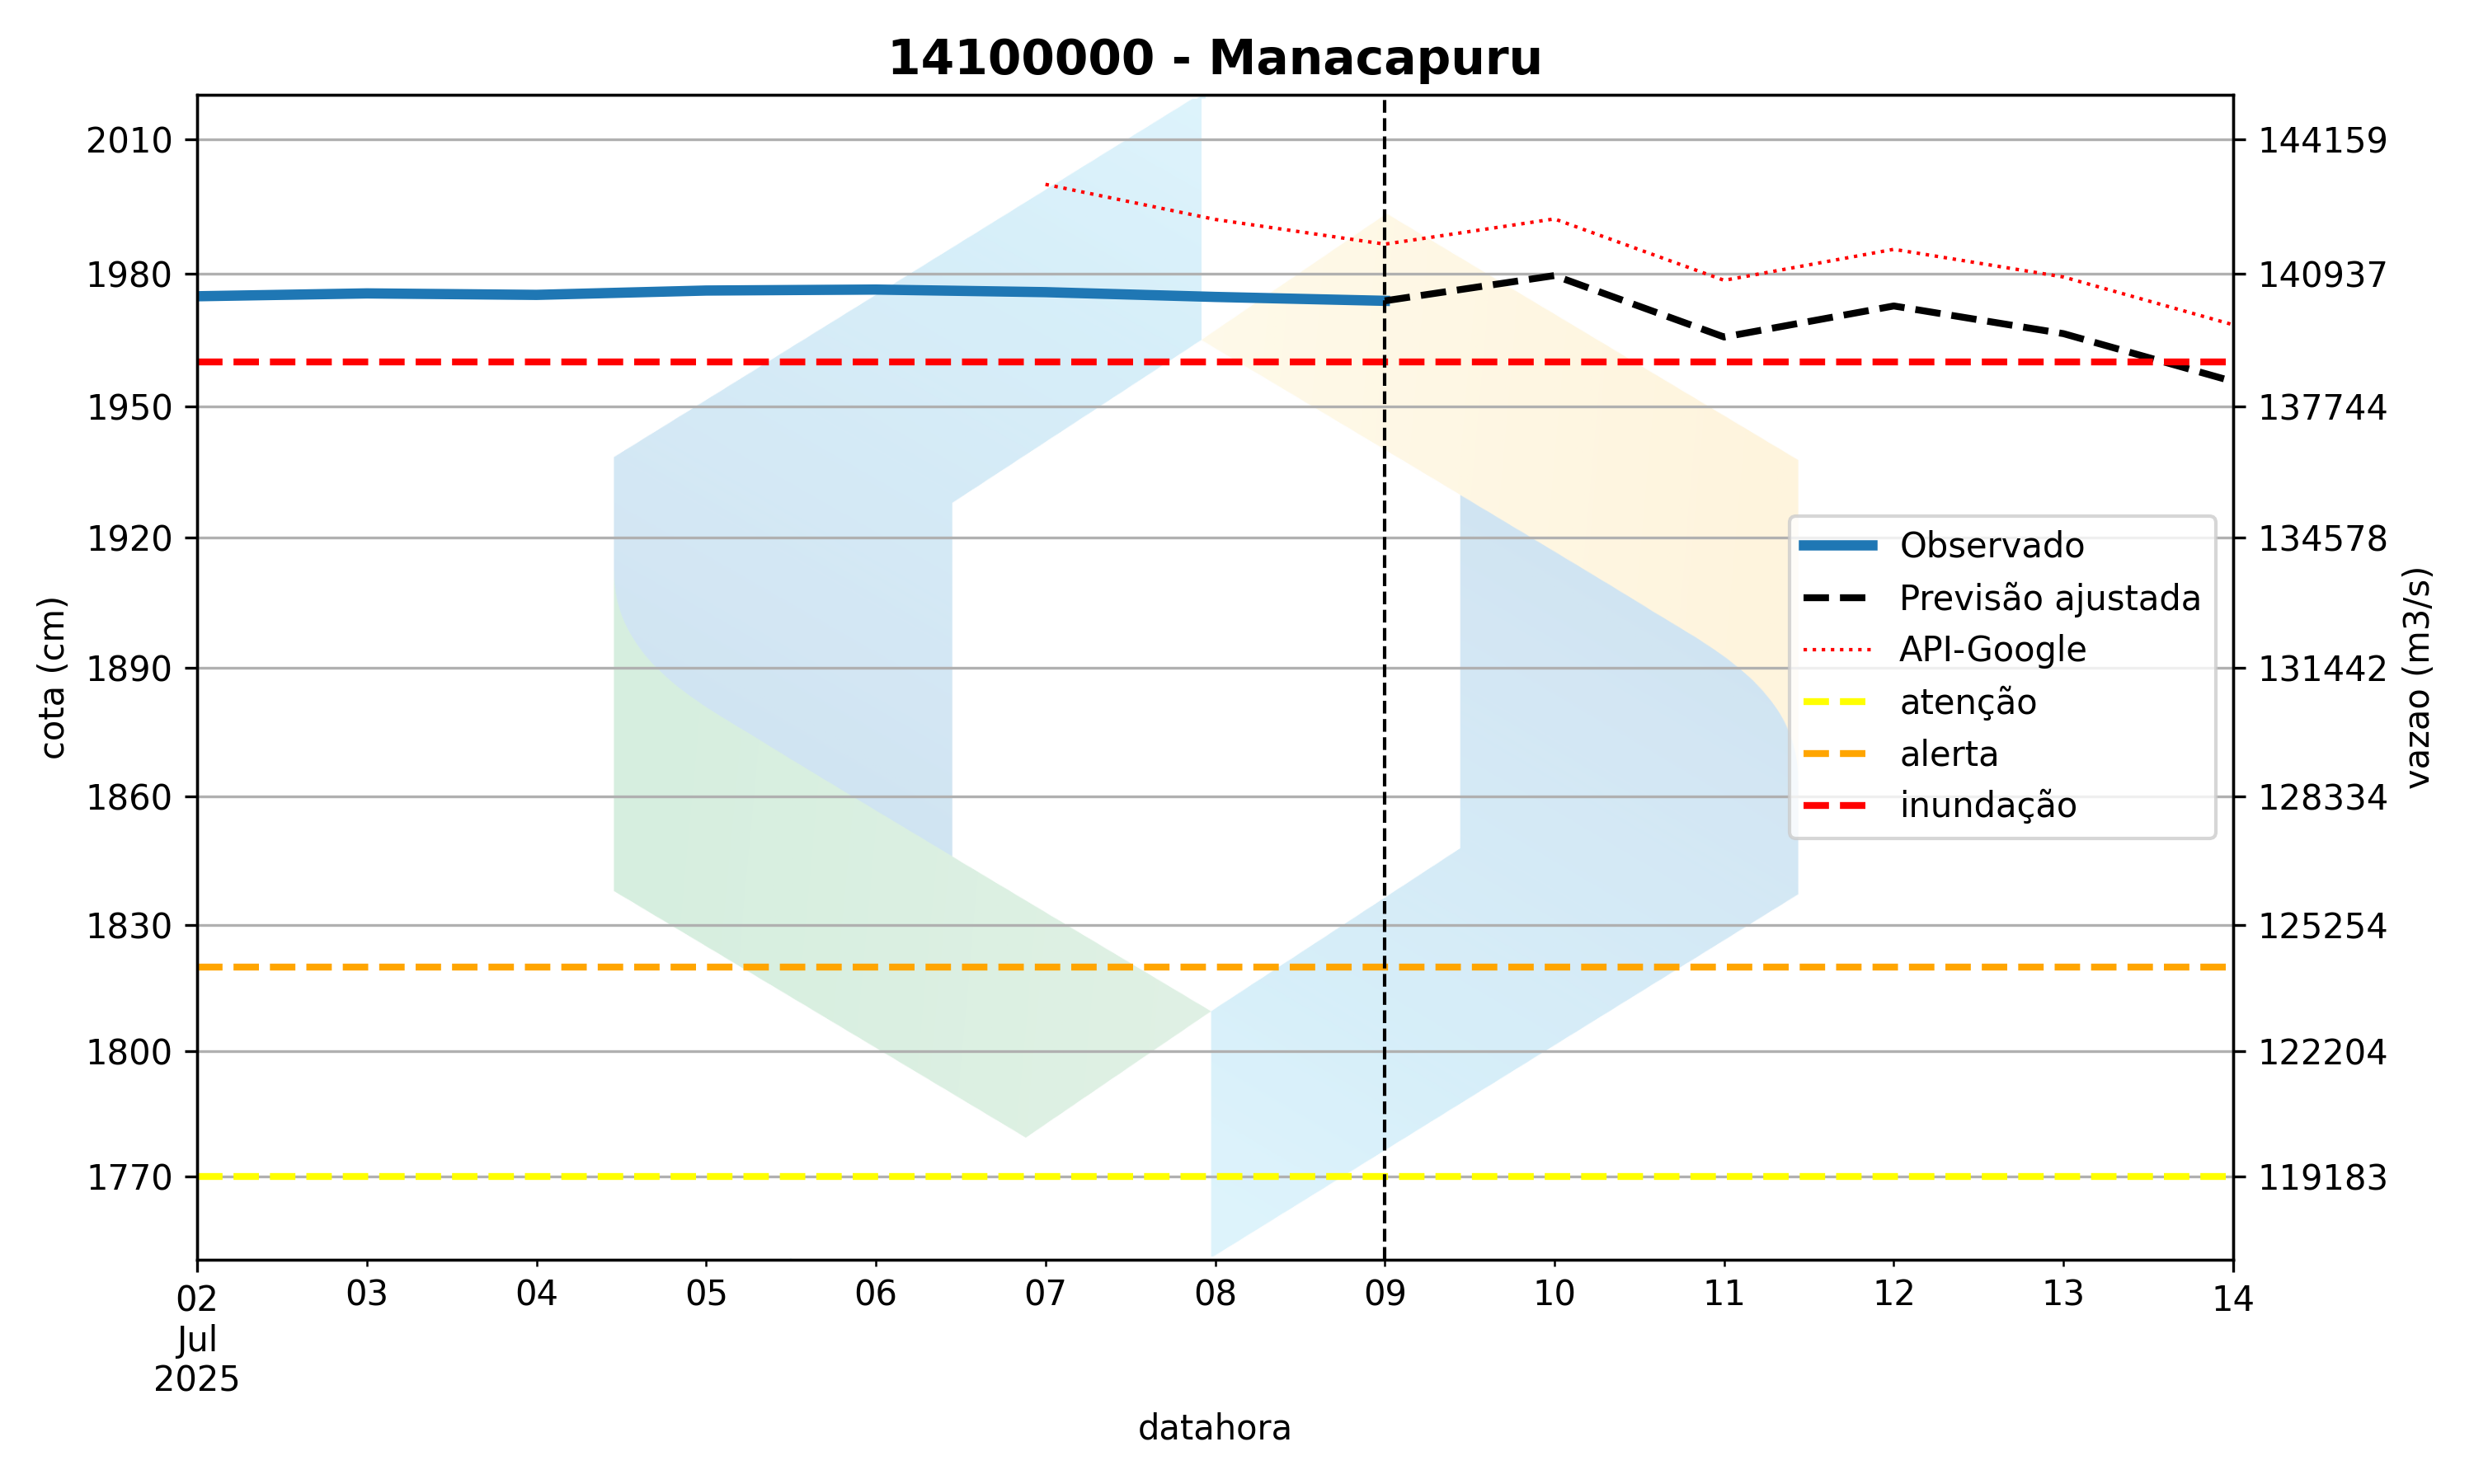 14100000 - Manacapuru
2010
1980
1950
1920
1890
1860
1830
1800
1770
cota (cm)
144159
140937
137744
134578
131442
128334
125254
122204
119183
vazao (m3/s)
Observado
Previsão ajustada
API-Google
atenção
alerta
inundação
02 03 04 05 06 07 08 09 10 11 12 13 14
Jul
2025
datahora